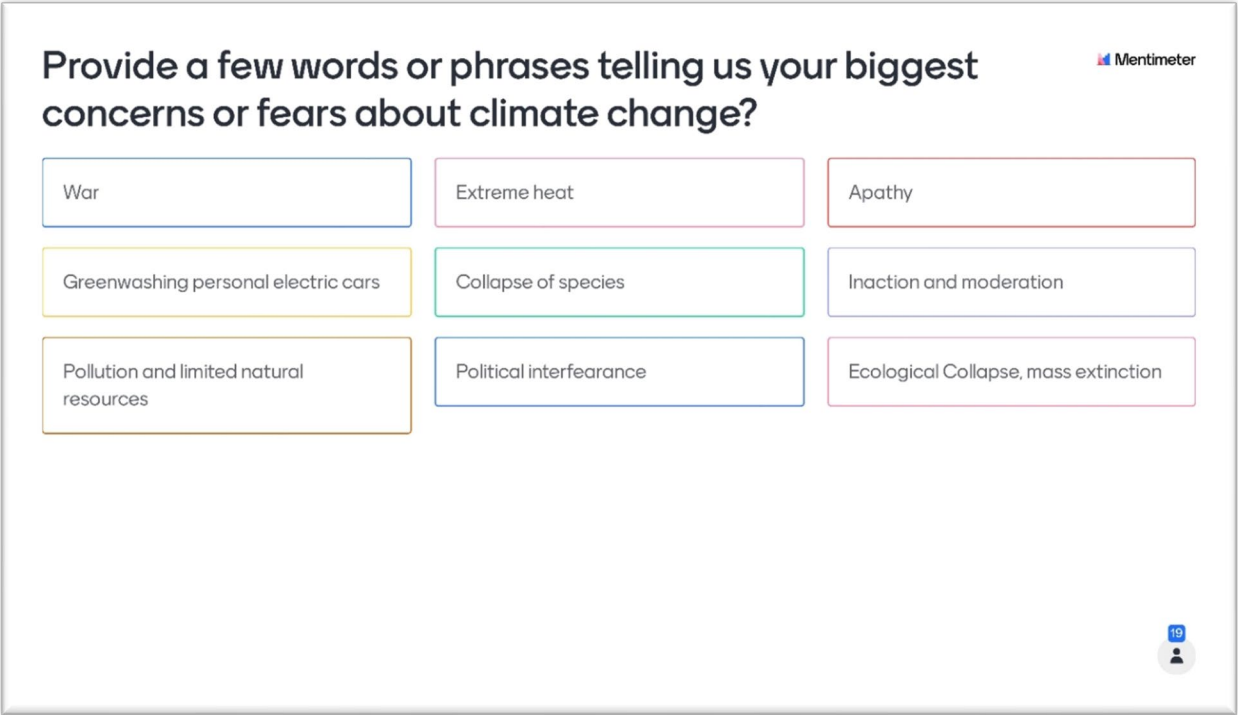 Provide a few words or phrases telling us your biggest
concerns or fears about climate change?
Mentimeter
War
Extreme heat
Apathy
Greenwashing personal electric cars
Collapse of species
Inaction and moderation
Pollution and limited natural
resources
Political interfearance
Ecological Collapse, mass extinction
19